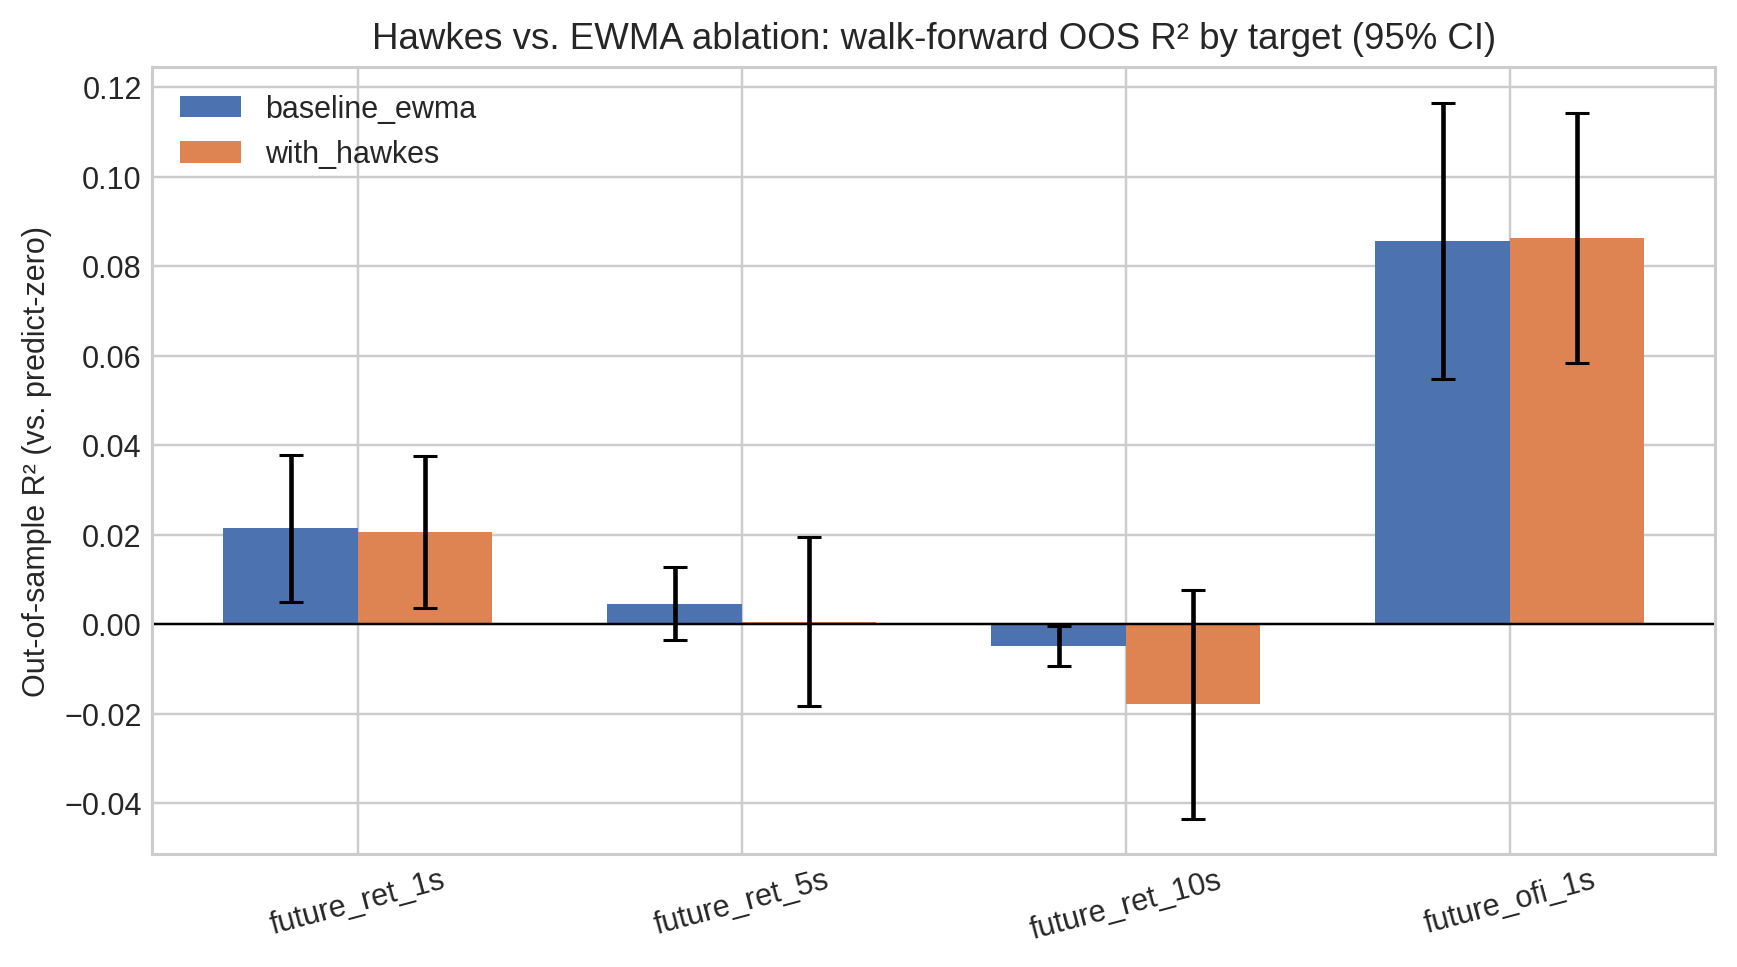 Hawkes vs. EWMA ablation: walk-forward OOS R² by target (95% CI)
baseline_ewma
with_hawkes
Out-of-sample R² (vs. predict-zero)
0.12
0.10
0.08
0.06
0.04
0.02
0.00
−0.02
−0.04
future_ret_1s
future_ret_5s
future_ret_10s
future_ofi_1s